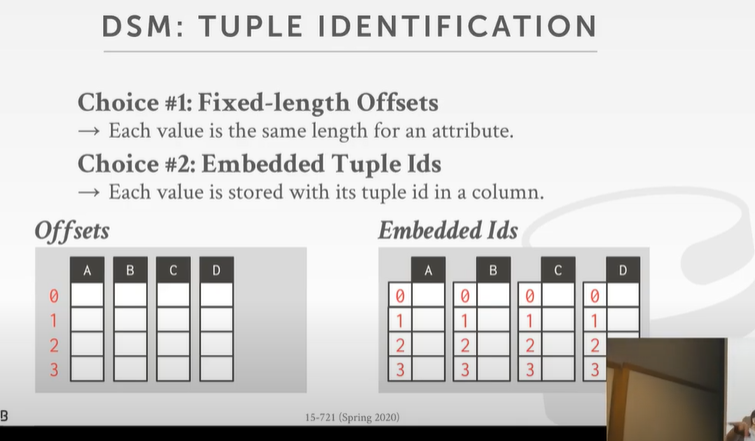 DSM: TUPLE IDENTIFICATION
Choice #1: Fixed-length Offsets
→ Each value is the same length for an attribute.
Choice #2: Embedded Tuple Ids
→ Each value is stored with its tuple id in a column.
Offsets
A B C D
0
1
2
3
Embedded Ids
A B C D
0 0 0 0
1 1 1 1
2 2 2 2
3 3 3 3
B
15-721 (Spring 2020)